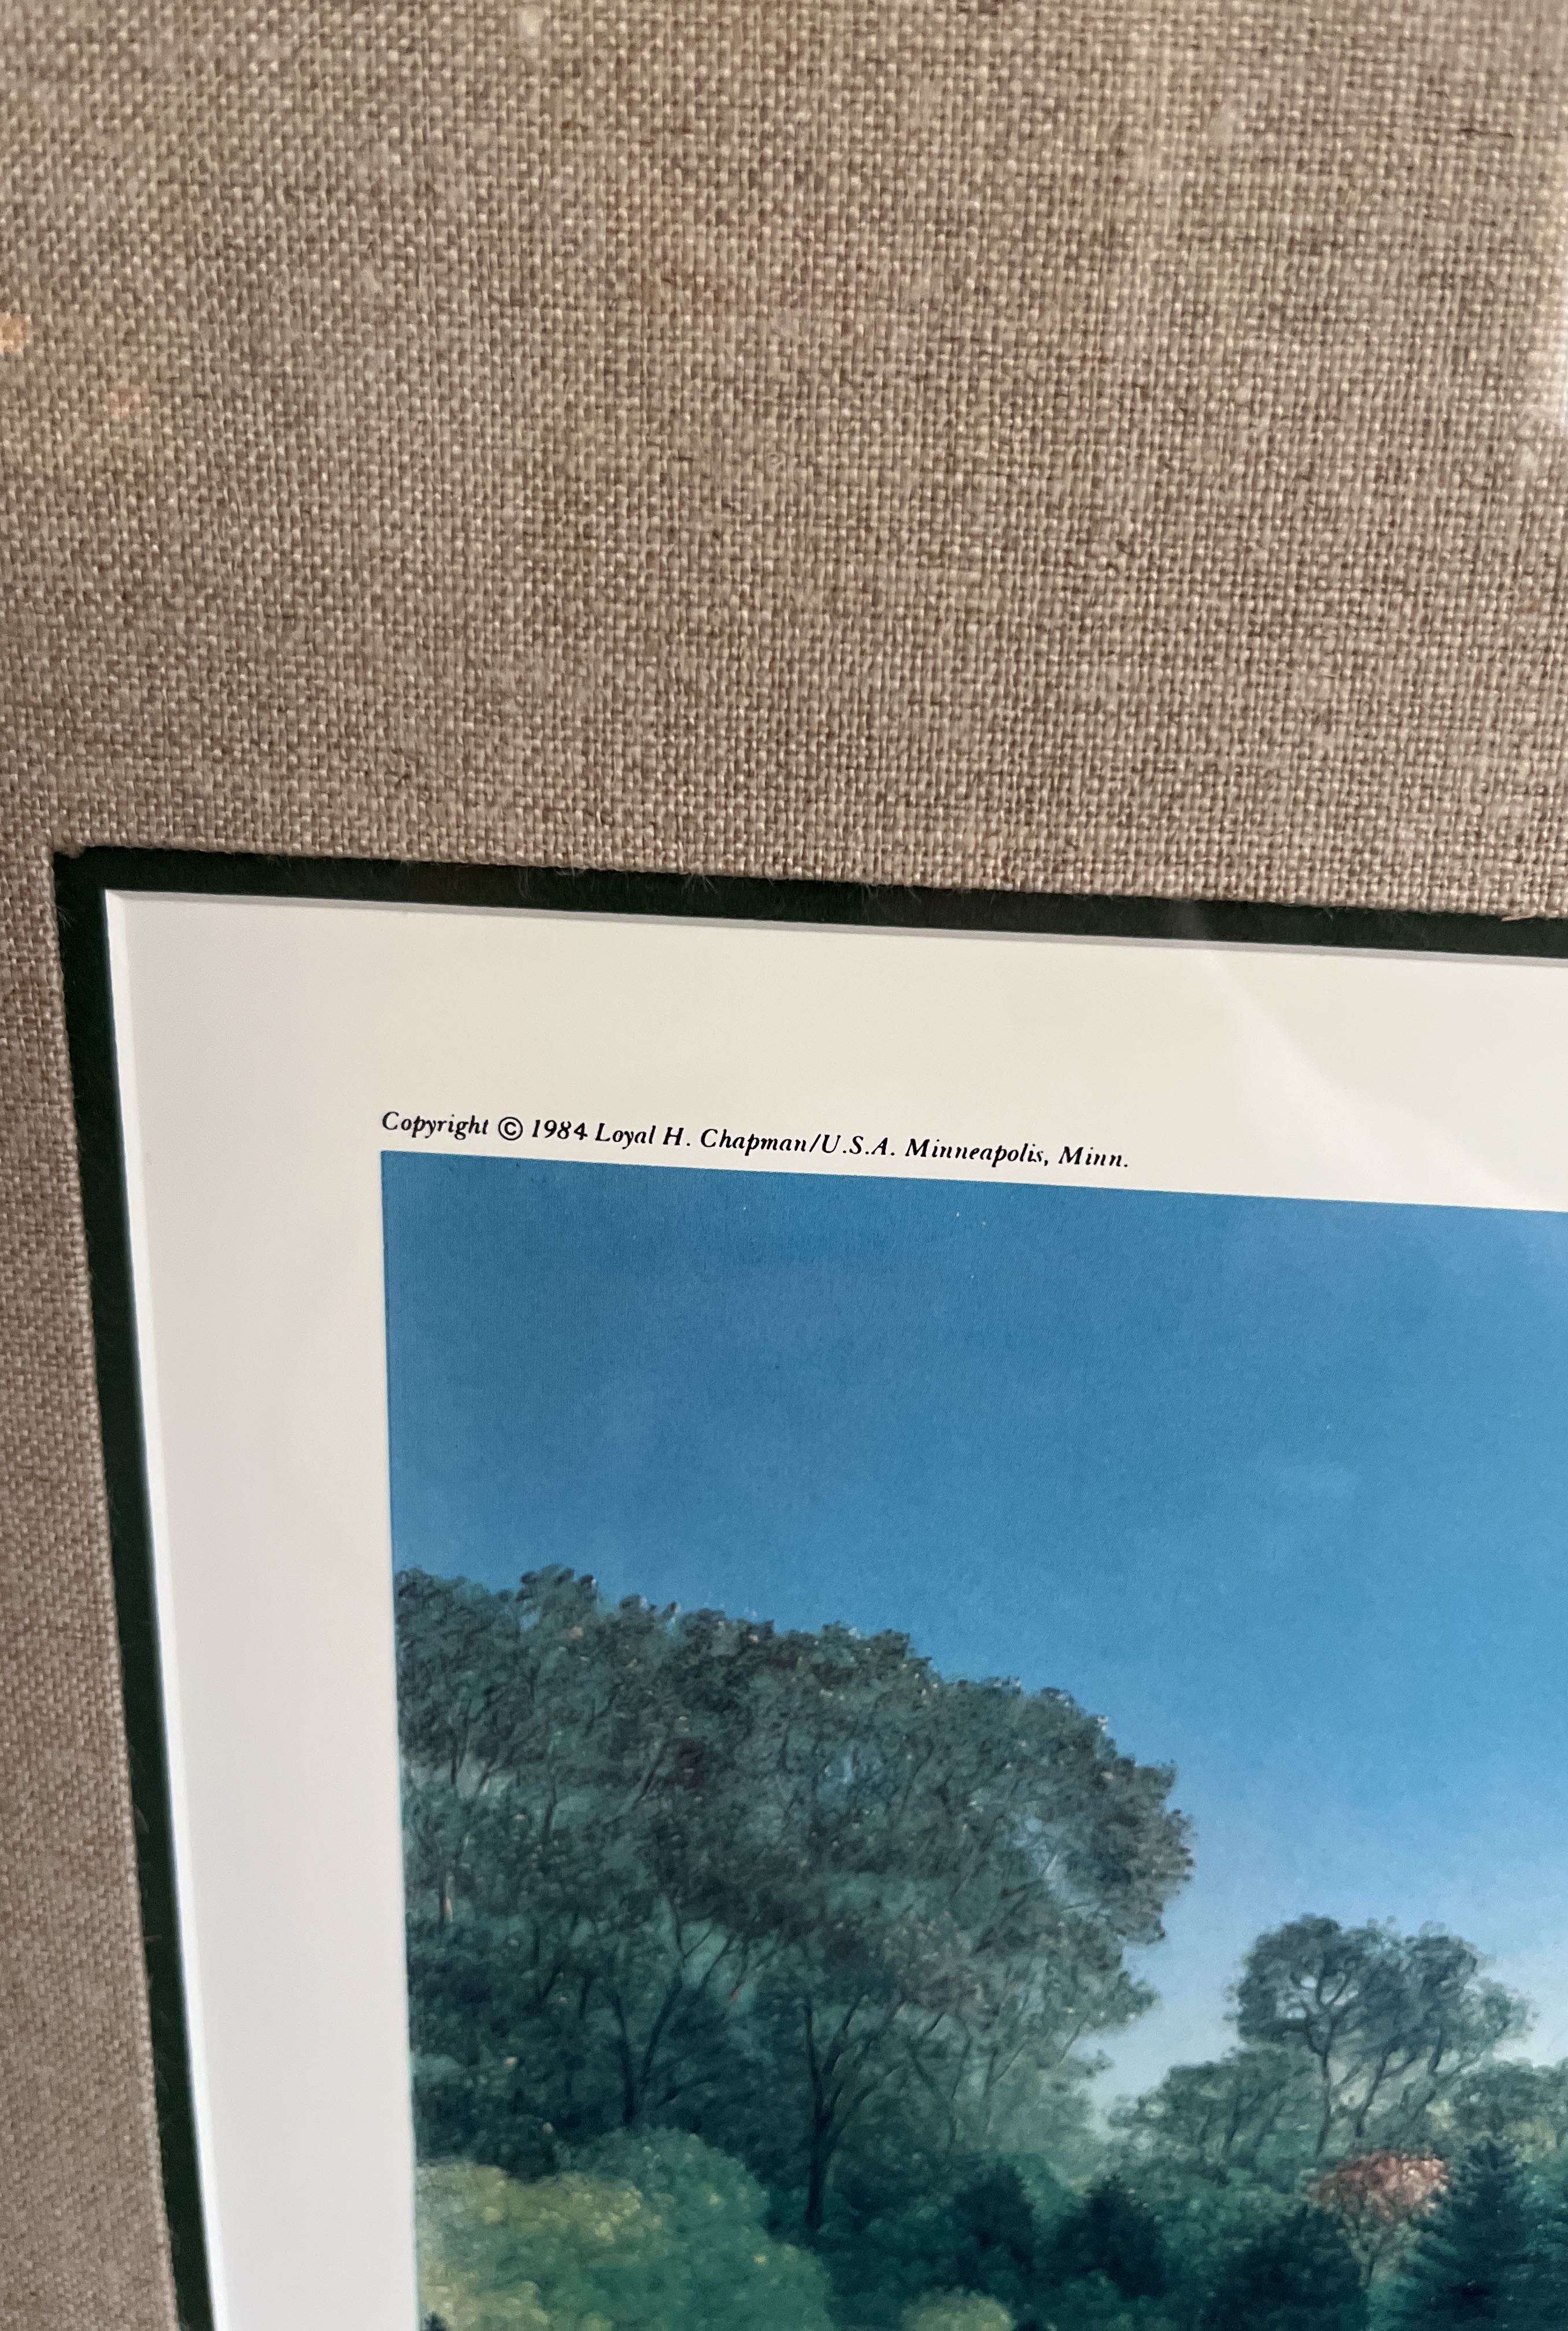 Copyright © 1984 Loyal H. Chapman/U.S.A. Minneapolis, Minn.